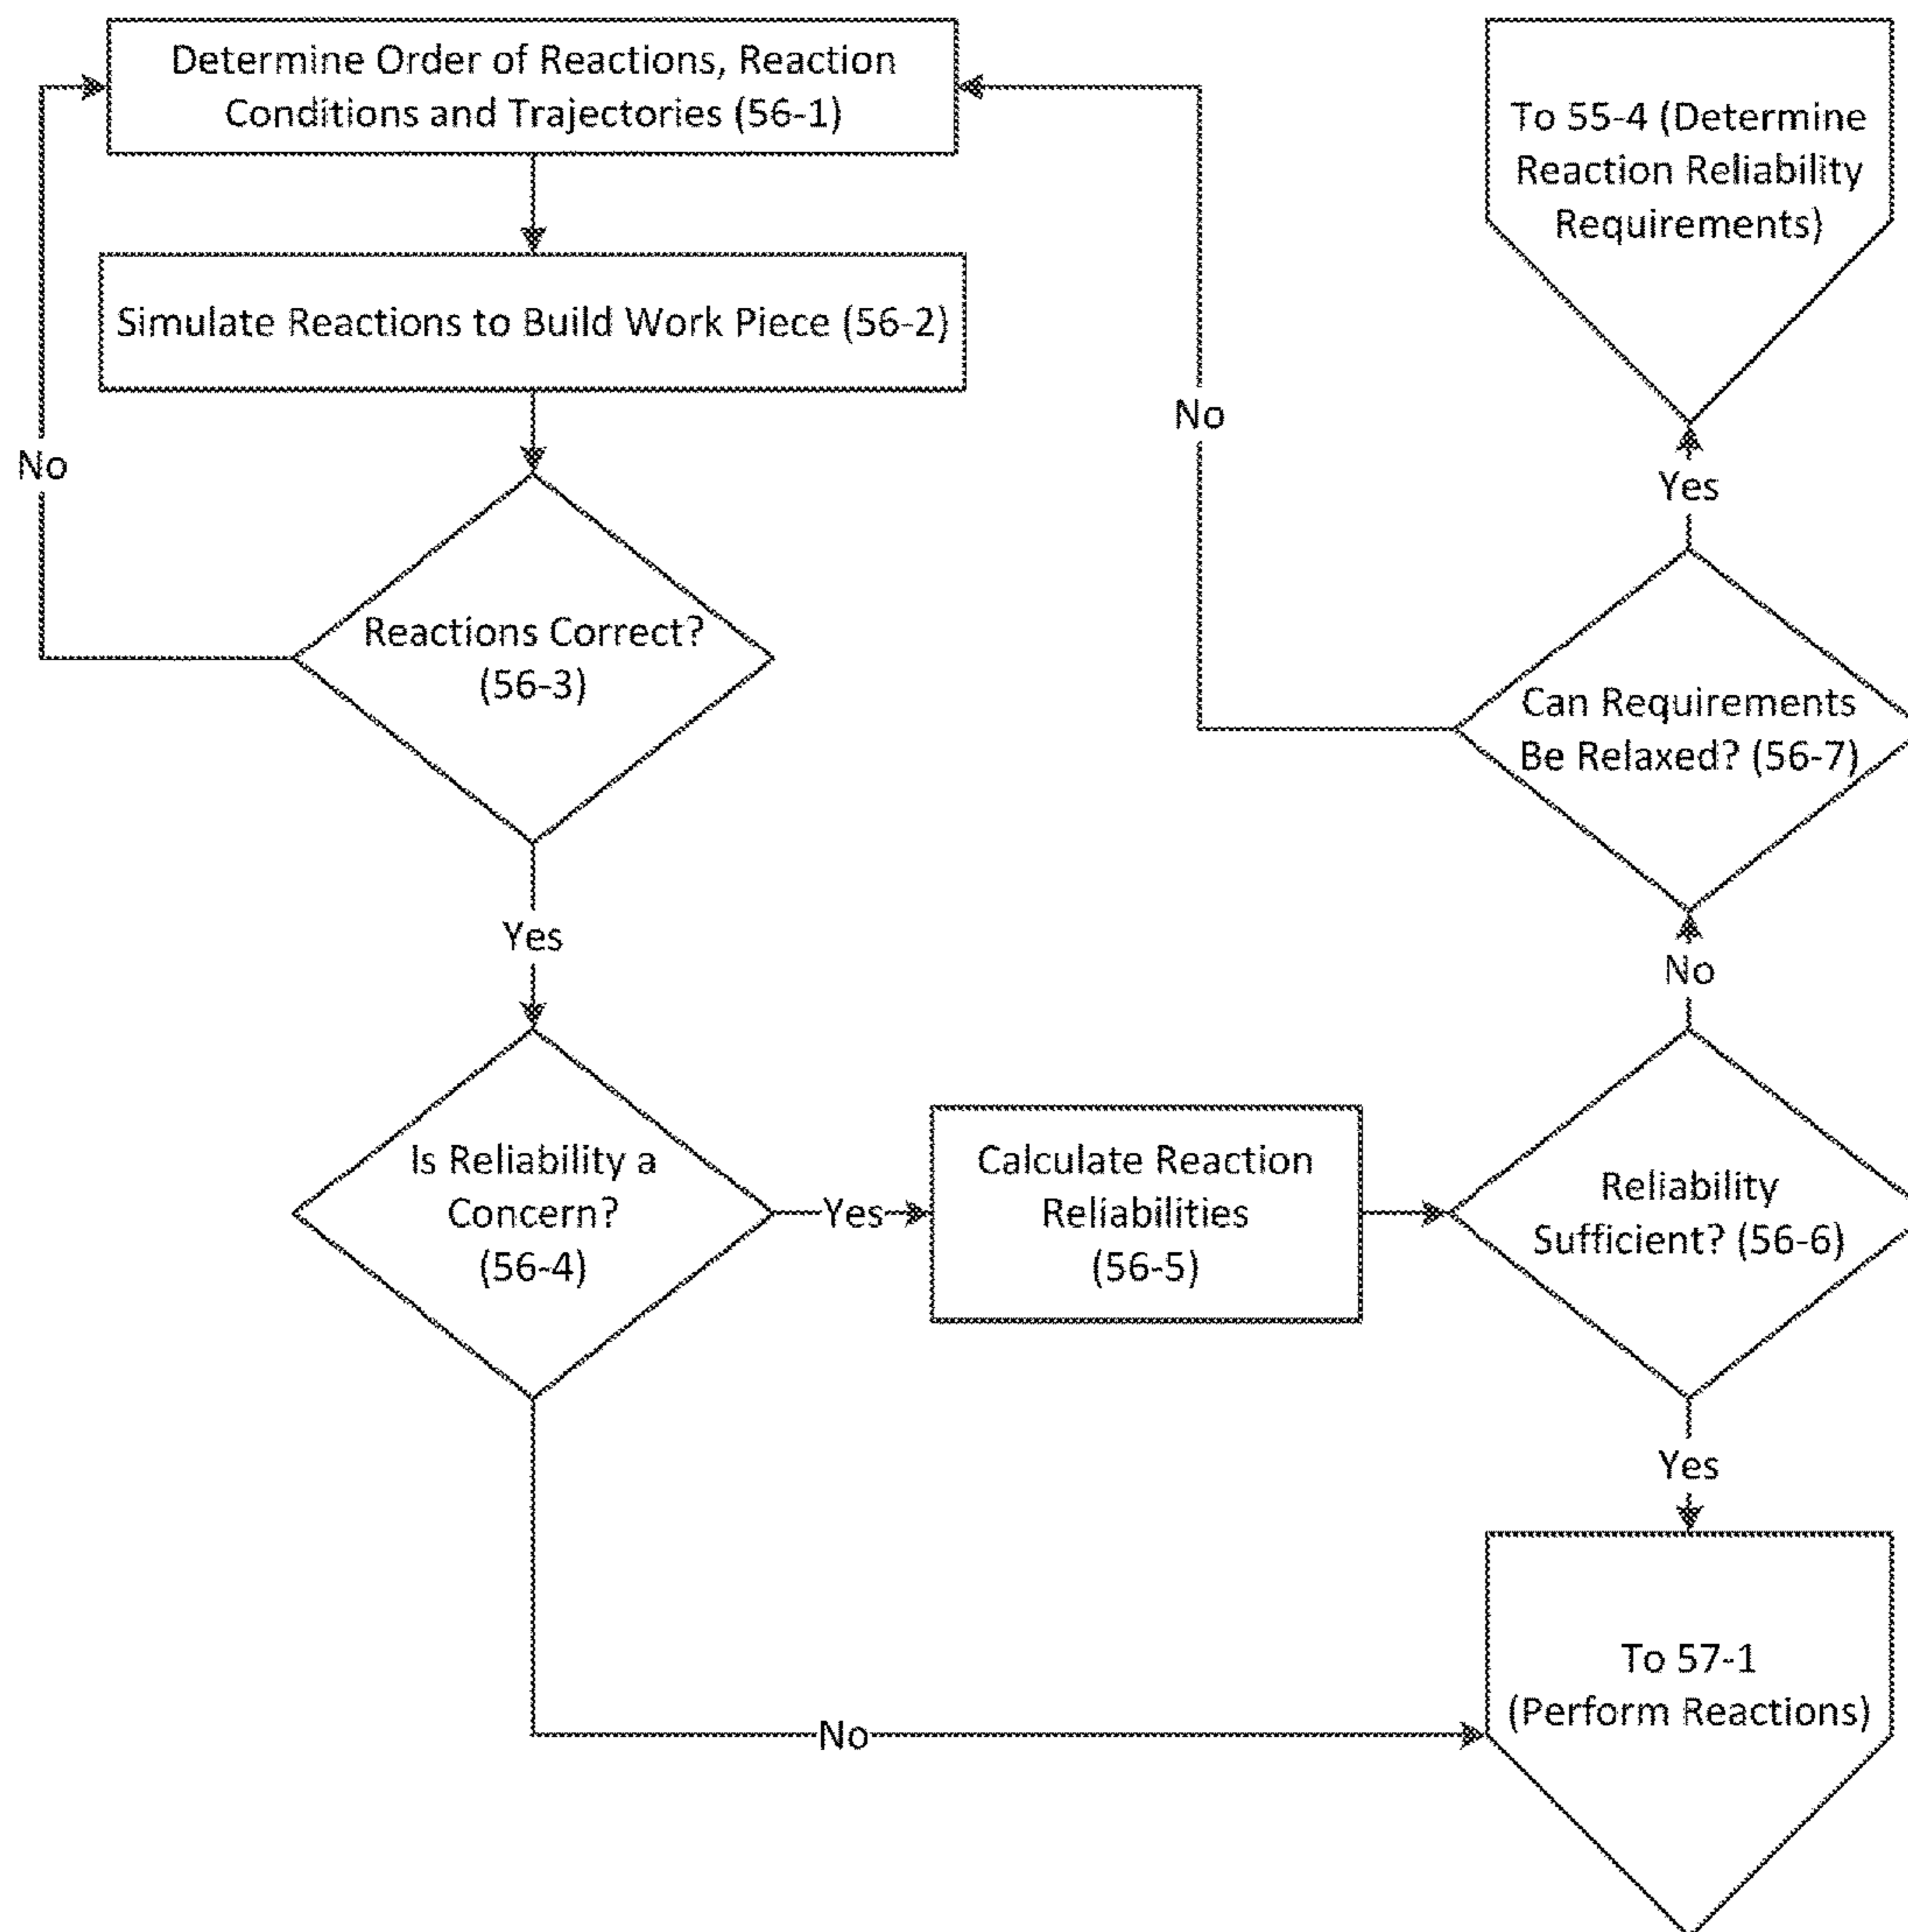 Determine Order of Reactions, Reaction
Conditions and Trajectories (56-1)
Simulate Reactions to Build Work Piece (56-2)
No
Reactions Correct?
(56-3)
Yes
Is Reliability a
Concern?
(56-4)
Yes
No
Calculate Reaction
Reliabilities
(56-5)
Reliability
Sufficient? (56-6)
No
Yes
Can Requirements
Be Relaxed? (56-7)
No
Yes
To 55-4 (Determine
Reaction Reliability
Requirements)
To 57-1
(Perform Reactions)